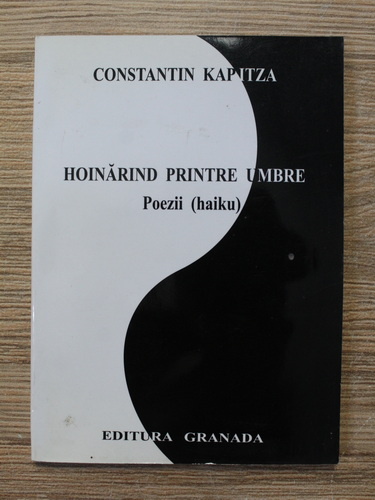 CONSTANTIN KAPITZA
HOINĂRIND PRINTRE UMBRE
Poezii (haiku)
EDITURA GRANADA